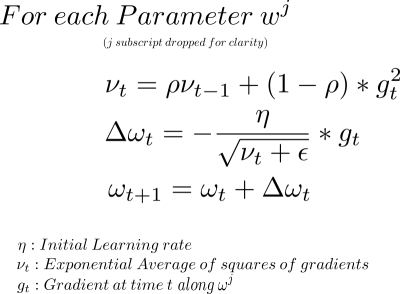 For each Parameter w^j
(j subscript dropped for clarity)
ν_t = ρν_{t−1} + (1 − ρ) * g_t^2
Δω_t = − η / √(ν_t + ϵ) * g_t
ω_{t+1} = ω_t + Δω_t
η : Initial Learning rate
ν_t : Exponential Average of squares of gradients
g_t : Gradient at time t along ω^j